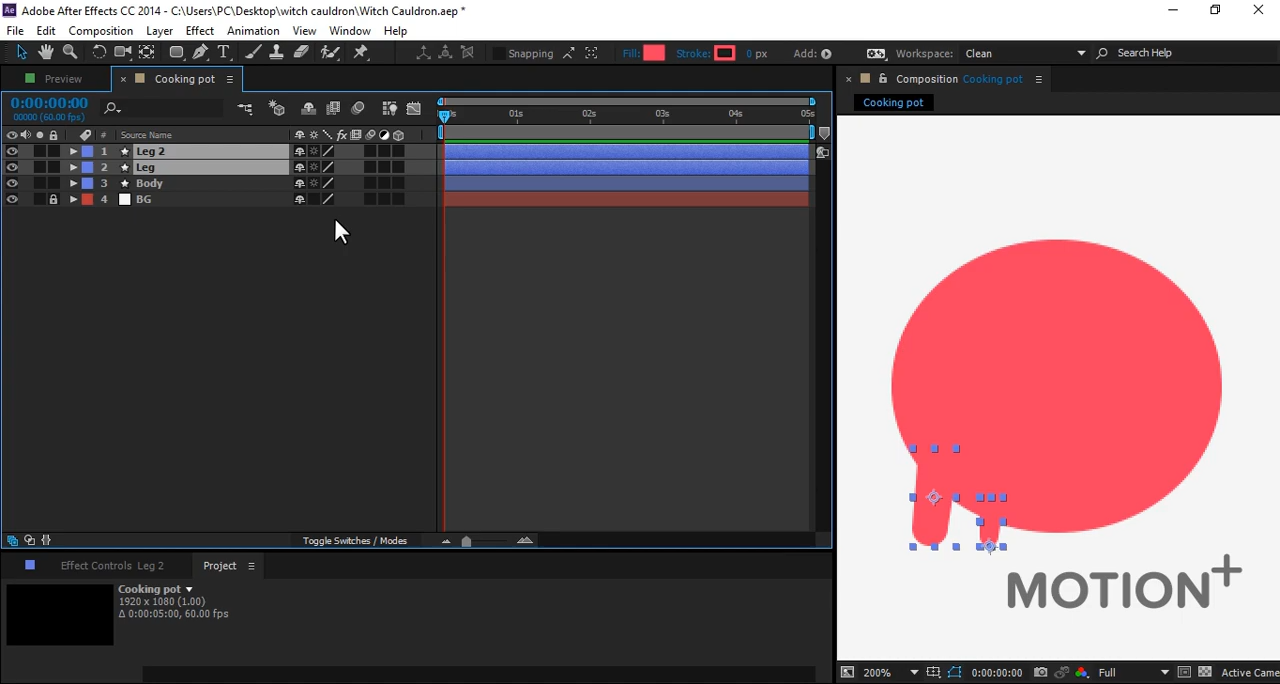 Ae Adobe After Effects CC 2014 - C:\Users\PC\Desktop\witch cauldron\Witch Cauldron.aep *
File Edit Composition Layer Effect Animation View Window Help
Snapping Fill: Stroke: 0 px Add: Workspace: Clean Search Help
Preview × Cooking pot
× Composition Cooking pot
0:00:00:00
00000 (60.00 fps)
Cooking pot
01s 02s 03s 04s 05s
# Source Name
1 Leg 2
2 Leg
3 Body
4 BG
Toggle Switches / Modes
Effect Controls Leg 2 Project
Cooking pot
1920 x 1080 (1.00)
Δ 0:00:05:00, 60.00 fps
MOTION+
200% 0:00:00:00 Full Active Came